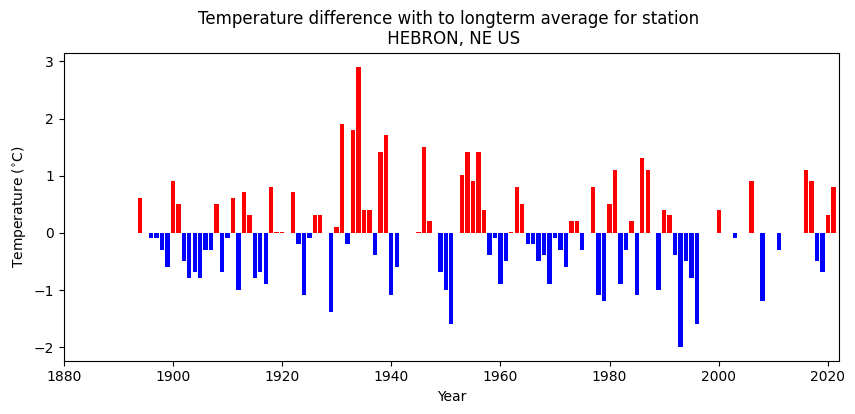 Temperature difference with to longterm average for station
HEBRON, NE US
3
2
1
0
−1
−2
Temperature (°C)
1880 1900 1920 1940 1960 1980 2000 2020
Year